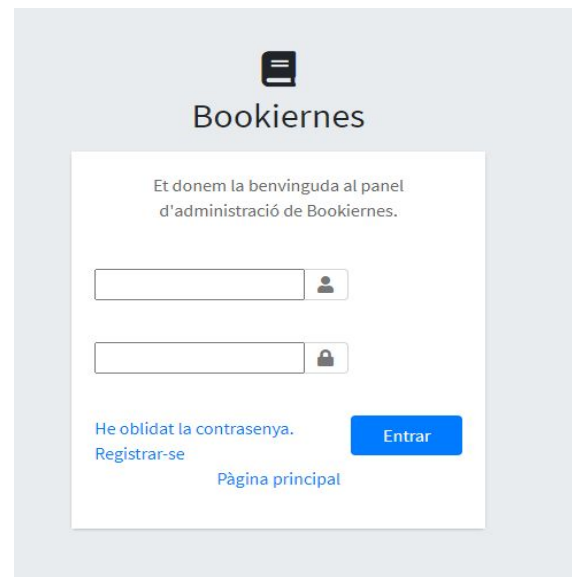 Bookiernes
Et donem la benvinguda al panel
d'administració de Bookiernes.
He oblidat la contrasenya.
Entrar
Registrar-se
Pàgina principal